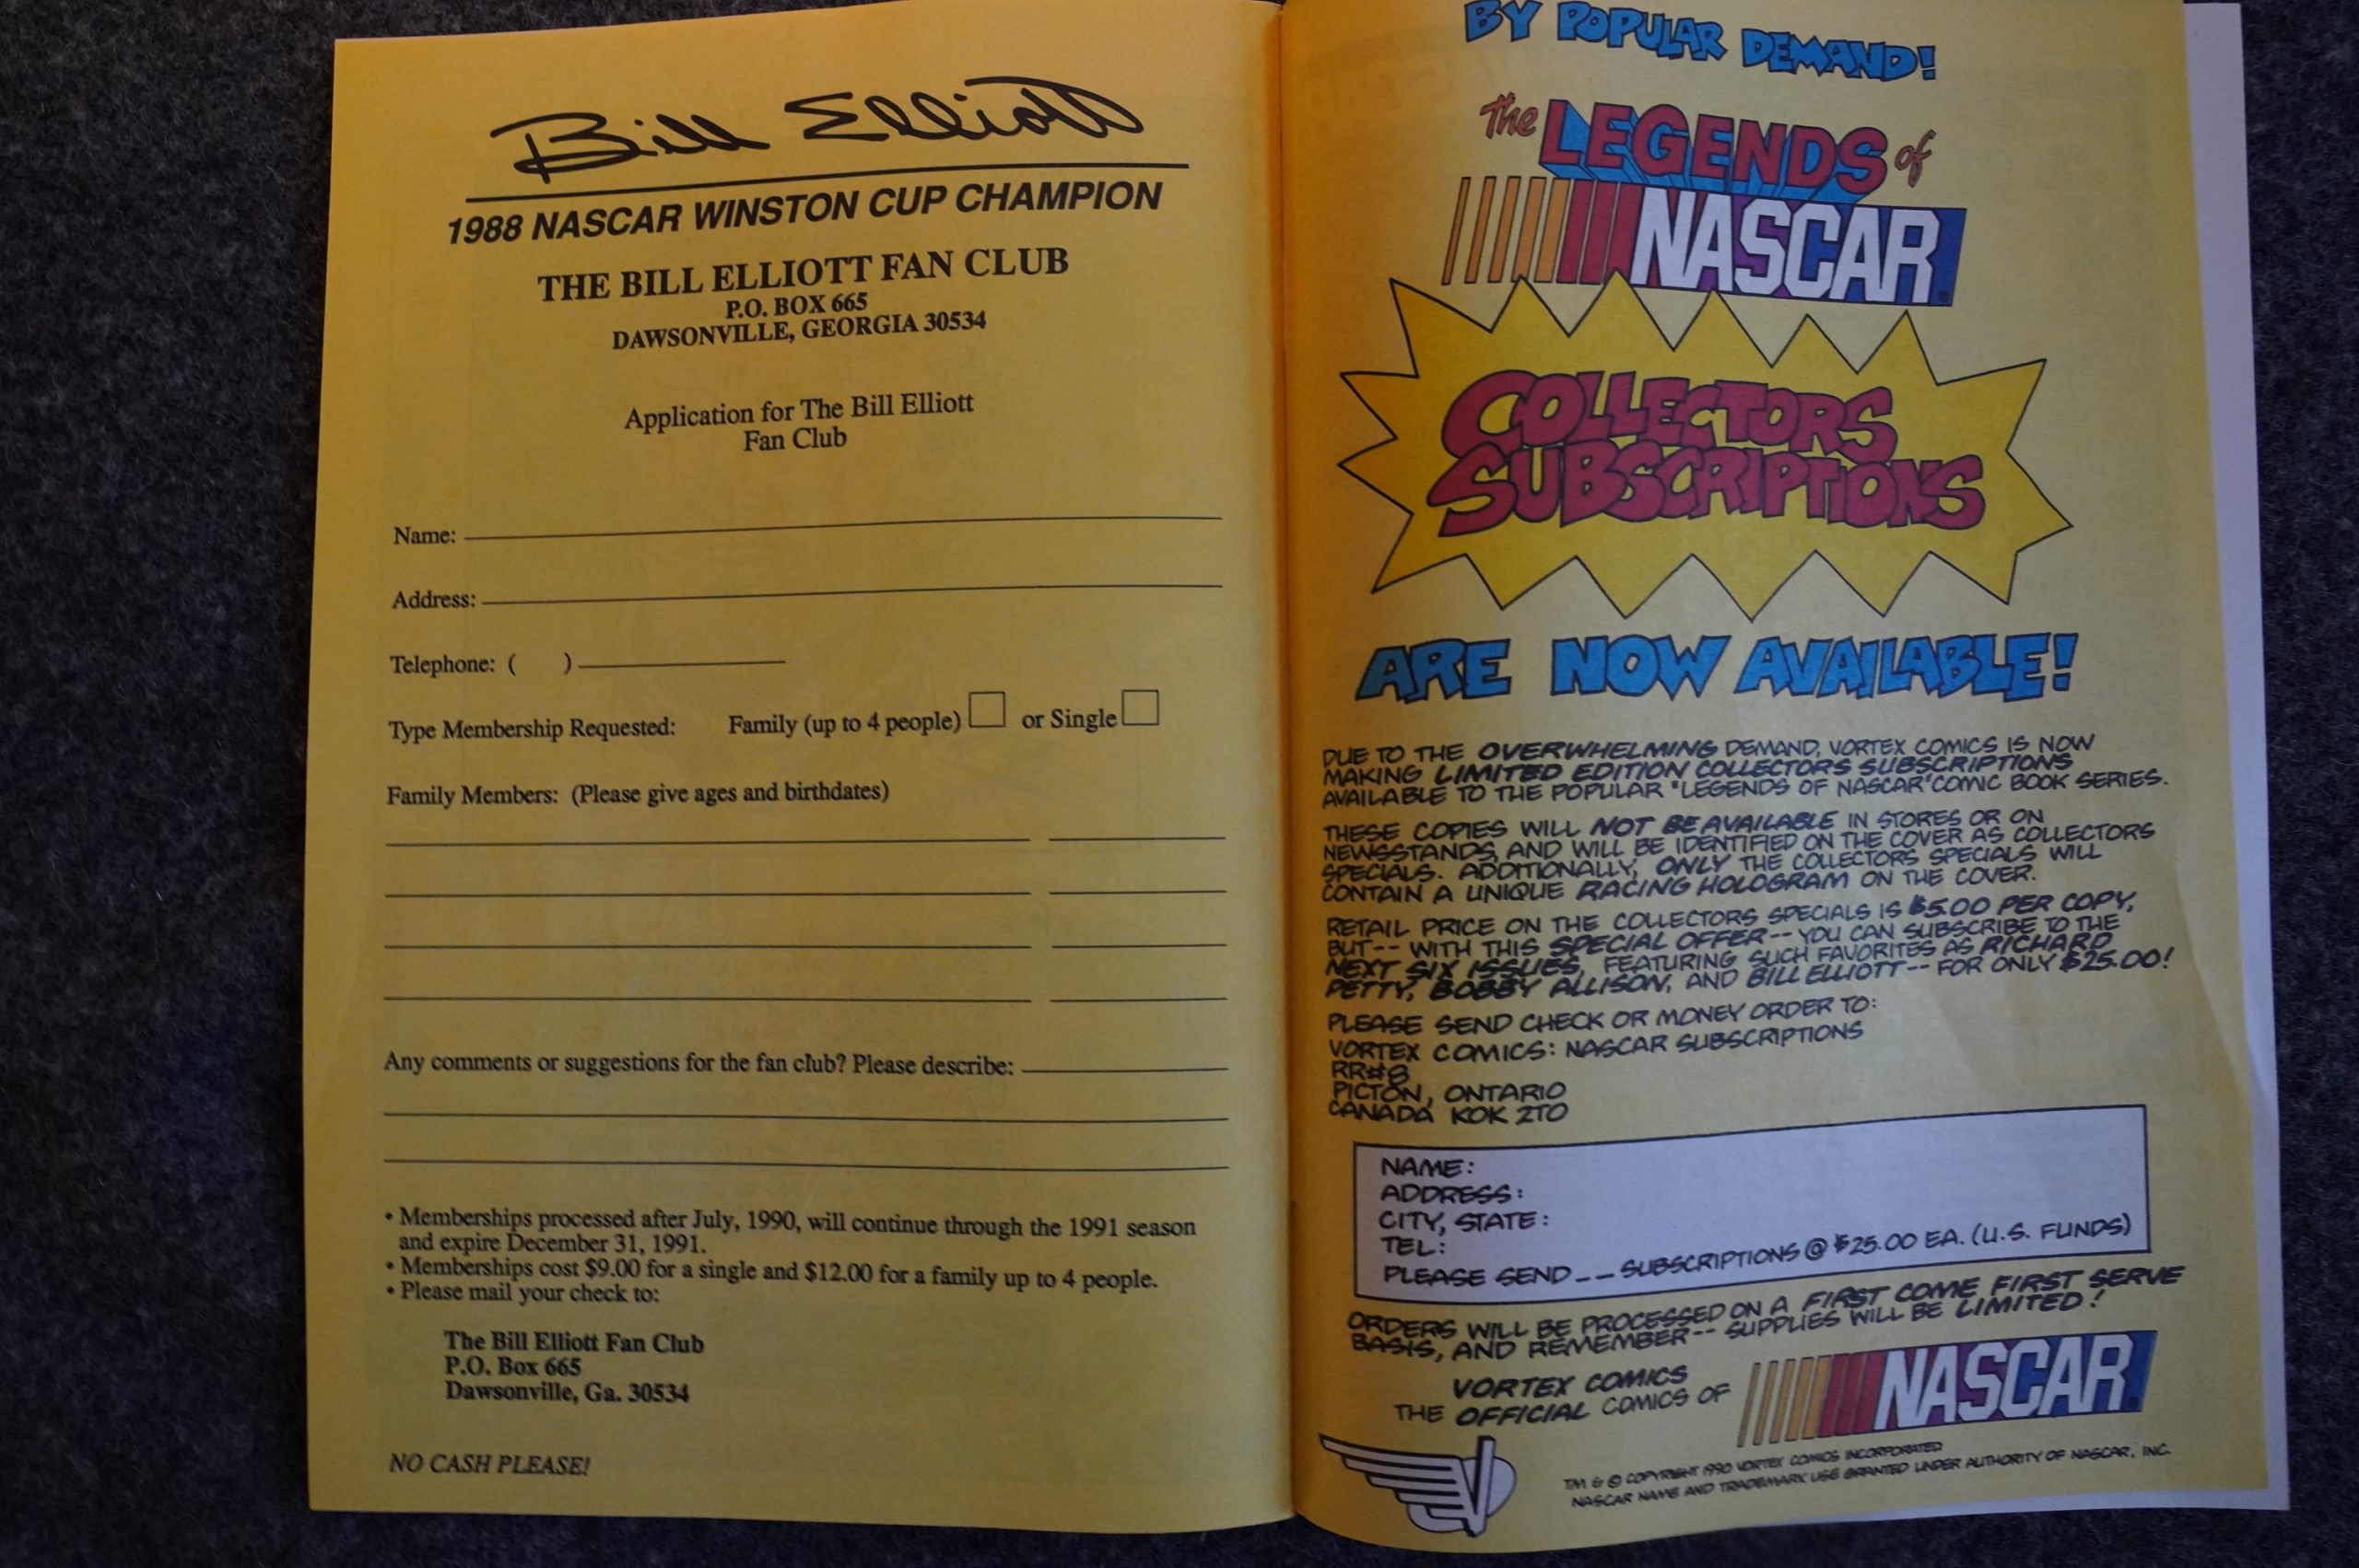 Bill Elliott
1988 NASCAR WINSTON CUP CHAMPION
THE BILL ELLIOTT FAN CLUB
P.O. BOX 665
DAWSONVILLE, GEORGIA 30534
Application for The Bill Elliott
Fan Club
Name:
Address:
Telephone: ( )
Type Membership Requested: Family (up to 4 people) or Single
Family Members: (Please give ages and birthdates)
Any comments or suggestions for the fan club? Please describe:
• Memberships processed after July, 1990, will continue through the 1991 season
and expire December 31, 1991.
• Memberships cost $9.00 for a single and $12.00 for a family up to 4 people.
• Please mail your check to:
The Bill Elliott Fan Club
P.O. Box 665
Dawsonville, Ga. 30534
NO CASH PLEASE!
BY POPULAR DEMAND!
The LEGENDS of
NASCAR
COLLECTORS
SUBSCRIPTIONS
ARE NOW AVAILABLE!
DUE TO THE OVERWHELMING DEMAND, VORTEX COMICS IS NOW
MAKING LIMITED EDITION COLLECTORS SUBSCRIPTIONS
AVAILABLE TO THE POPULAR "LEGENDS OF NASCAR" COMIC BOOK SERIES.
THESE COPIES WILL NOT BE AVAILABLE IN STORES OR ON
NEWSSTANDS, AND WILL BE IDENTIFIED ON THE COVER AS COLLECTORS
SPECIALS. ADDITIONALLY, ONLY THE COLLECTORS SPECIALS WILL
CONTAIN A UNIQUE RACING HOLOGRAM ON THE COVER.
RETAIL PRICE ON THE COLLECTORS SPECIALS IS $5.00 PER COPY,
BUT -- WITH THIS SPECIAL OFFER -- YOU CAN SUBSCRIBE TO THE
NEXT SIX ISSUES, FEATURING SUCH FAVORITES AS RICHARD
PETTY, BOBBY ALLISON, AND BILL ELLIOTT -- FOR ONLY $25.00!
PLEASE SEND CHECK OR MONEY ORDER TO:
VORTEX COMICS: NASCAR SUBSCRIPTIONS
RR#8
PICTON, ONTARIO
CANADA K0K 2T0
NAME:
ADDRESS:
CITY, STATE:
TEL:
PLEASE SEND __ SUBSCRIPTIONS @ $25.00 EA. (U.S. FUNDS)
ORDERS WILL BE PROCESSED ON A FIRST COME FIRST SERVE
BASIS, AND REMEMBER -- SUPPLIES WILL BE LIMITED!
VORTEX COMICS
THE OFFICIAL COMICS OF
NASCAR
V
TM & © COPYRIGHT 1990 VORTEX COMICS INCORPORATED
NASCAR NAME AND TRADEMARK USE GRANTED UNDER AUTHORITY OF NASCAR, INC.